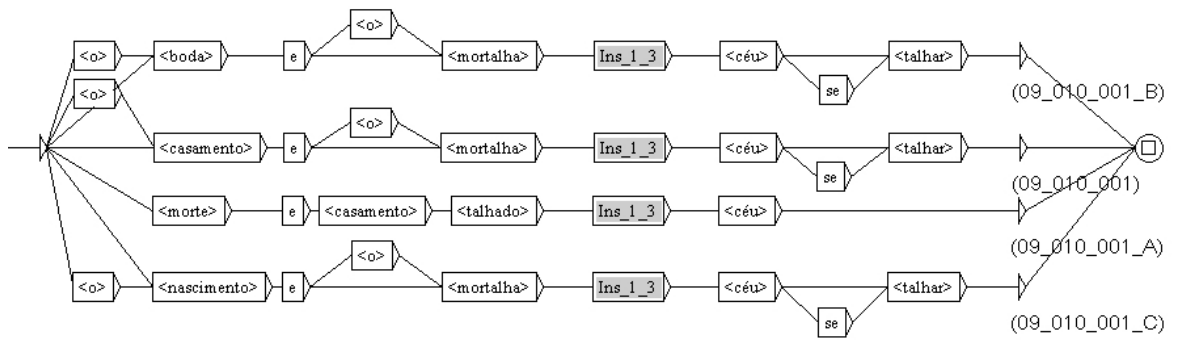 <o>
<o> <boda> e <mortalha> Ins_1_3 <céu> <talhar>
<o> se (09_010_001_B)
<o>
<casamento> e <mortalha> Ins_1_3 <céu> <talhar>
se (09_010_001)
<morte> e <casamento> <talhado> Ins_1_3 <céu>
<o> (09_010_001_A)
<o> <nascimento> e <mortalha> Ins_1_3 <céu> <talhar>
se (09_010_001_C)